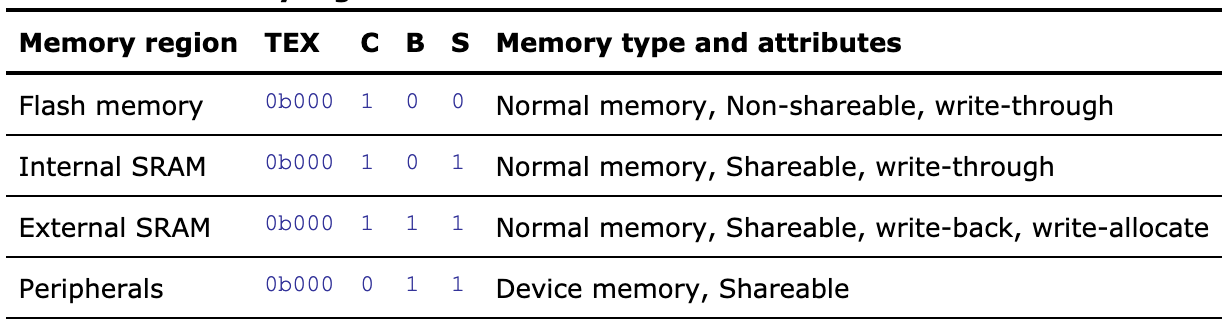 Memory region TEX C B S Memory type and attributes
Flash memory 0b000 1 0 0 Normal memory, Non-shareable, write-through
Internal SRAM 0b000 1 0 1 Normal memory, Shareable, write-through
External SRAM 0b000 1 1 1 Normal memory, Shareable, write-back, write-allocate
Peripherals 0b000 0 1 1 Device memory, Shareable